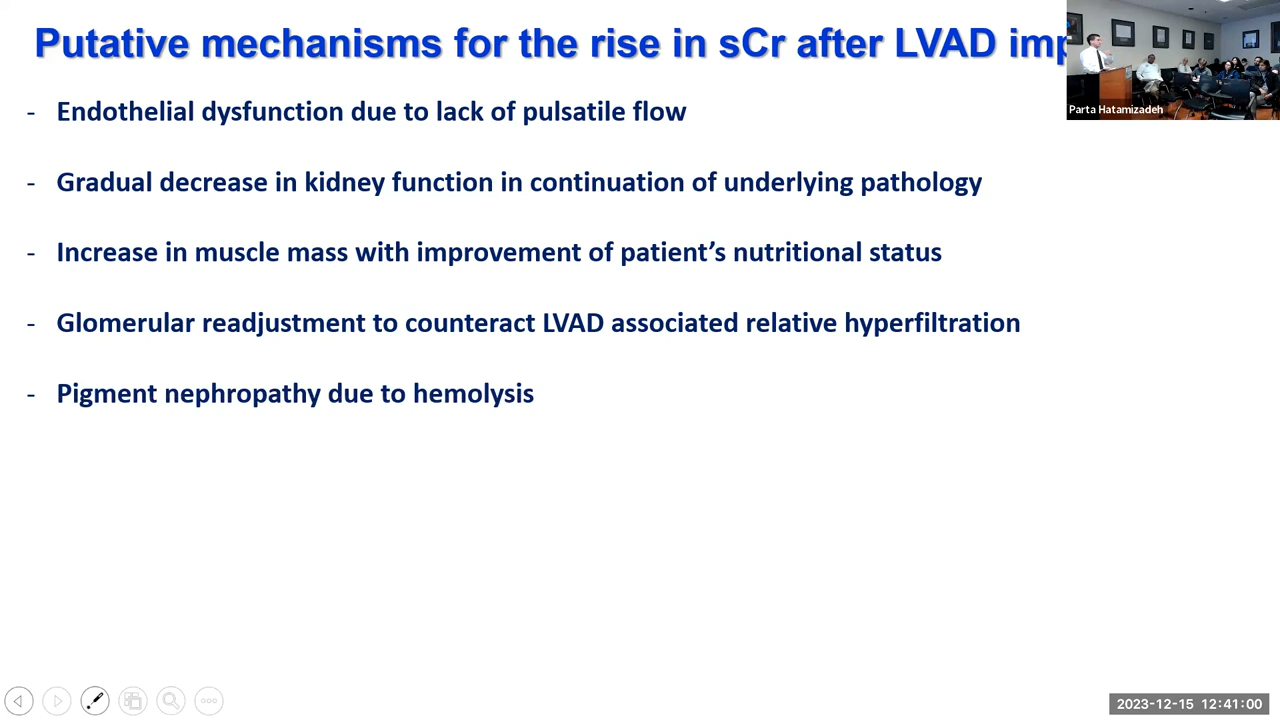 Putative mechanisms for the rise in sCr after LVAD
Parta Hatamizadeh
- Endothelial dysfunction due to lack of pulsatile flow
- Gradual decrease in kidney function in continuation of underlying pathology
- Increase in muscle mass with improvement of patient’s nutritional status
- Glomerular readjustment to counteract LVAD associated relative hyperfiltration
- Pigment nephropathy due to hemolysis
2023-12-15 12:41:00